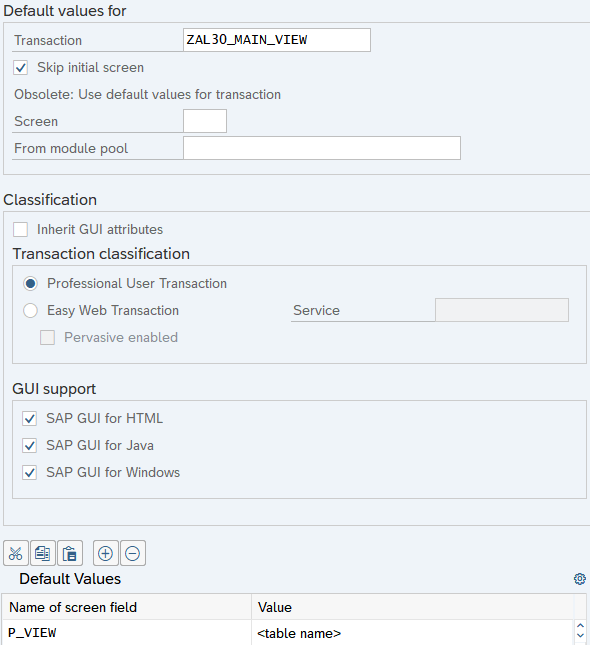 Default values for
Transaction ZAL30_MAIN_VIEW
Skip initial screen
Obsolete: Use default values for transaction
Screen
From module pool
Classification
Inherit GUI attributes
Transaction classification
Professional User Transaction
Easy Web Transaction Service
Pervasive enabled
GUI support
SAP GUI for HTML
SAP GUI for Java
SAP GUI for Windows
Default Values
Name of screen field Value
P_VIEW <table name>